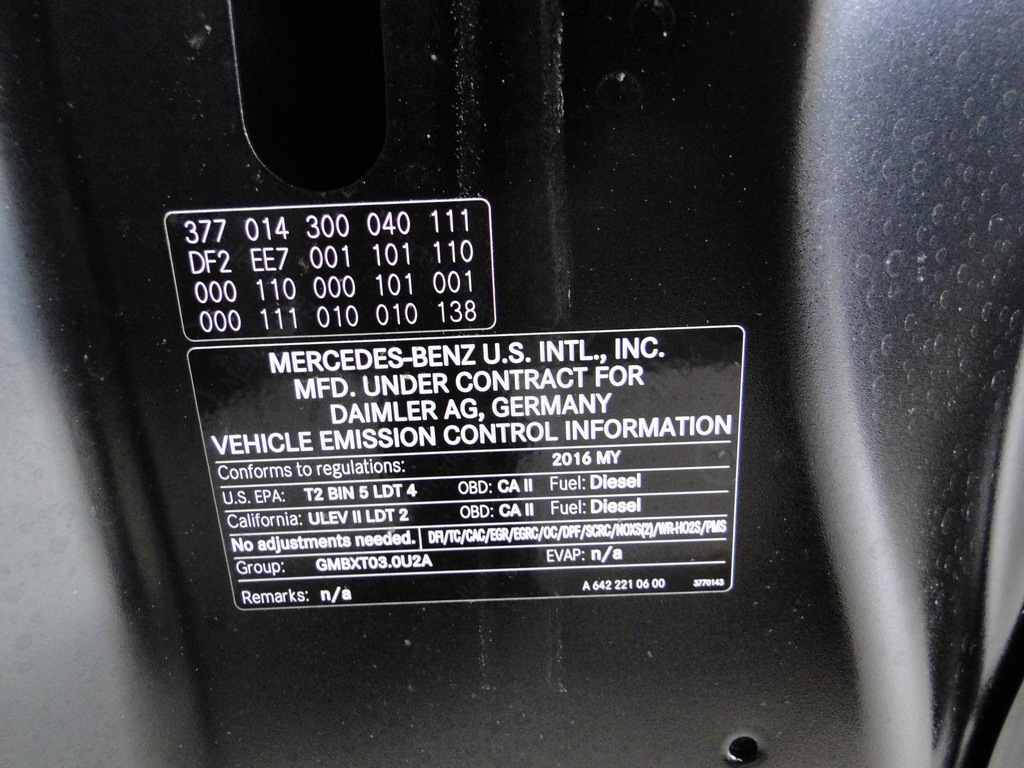 377 014 300 040 111
DF2 EE7 001 101 110
000 110 000 101 001
000 111 010 010 138
MERCEDES-BENZ U.S. INTL., INC.
MFD. UNDER CONTRACT FOR
DAIMLER AG, GERMANY
VEHICLE EMISSION CONTROL INFORMATION
Conforms to regulations: 2016 MY
U.S. EPA: T2 BIN 5 LDT 4 OBD: CA II Fuel: Diesel
California: ULEV II LDT 2 OBD: CA II Fuel: Diesel
No adjustments needed. DFI/TC/CAC/EGR/EGRC/OC/DPF/SCRC/NOXS(2)/WR-HO2S/PMS
Group: GMBXT03.0U2A EVAP: n/a
Remarks: n/a A 642 221 06 00 3770143